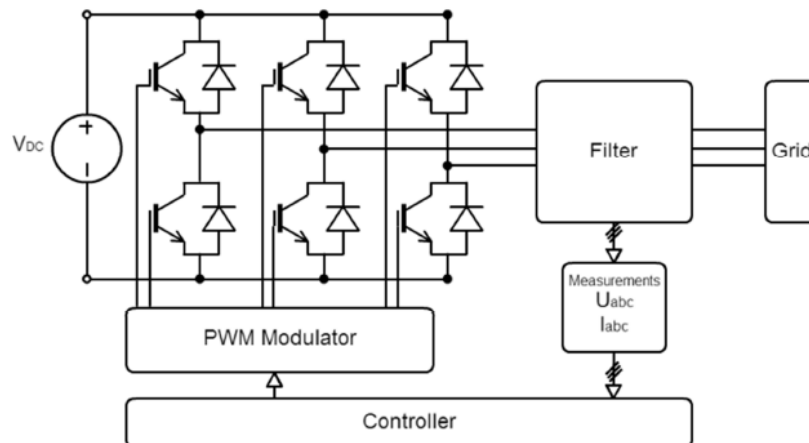 VDC
Filter
Grid
Measurements
Uabc
Iabc
PWM Modulator
Controller